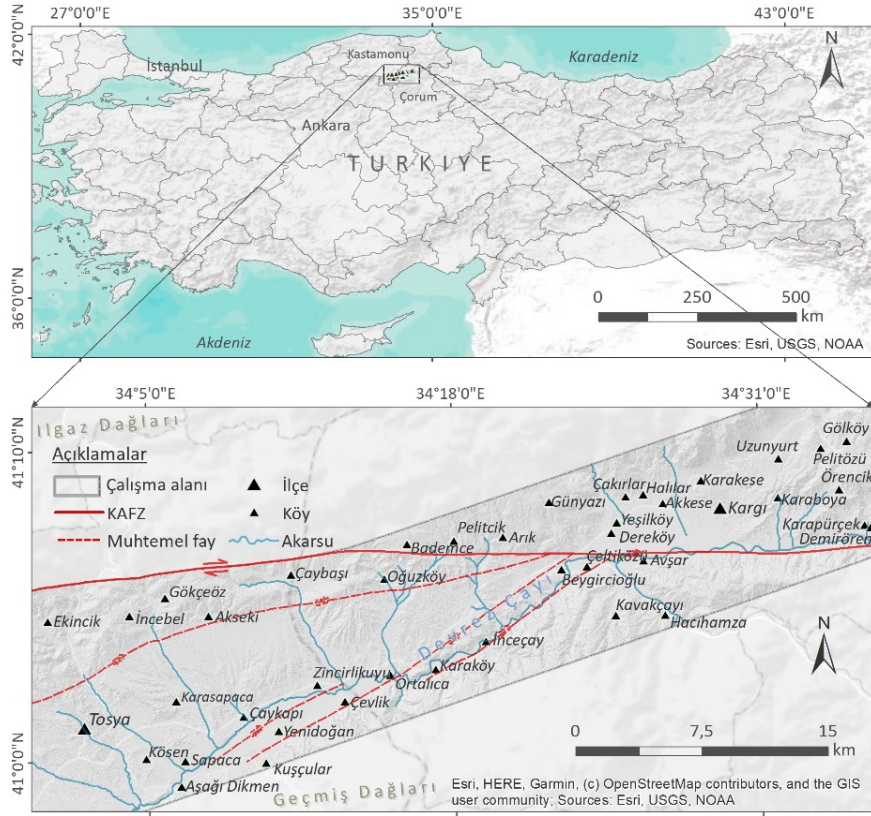 27°0'0"E
35°0'0"E
43°0'0"E
42°0'0"N
36°0'0"N
İstanbul
Kastamonu
Karadeniz
N
Çorum
Ankara
TURKIYE
Akdeniz
0 250 500
km
Sources: Esri, USGS, NOAA
34°5'0"E
34°18'0"E
34°31'0"E
41°10'0"N
41°0'0"N
Ilgaz Dağları
Açıklamalar
Çalışma alanı
İlçe
KAFZ
Köy
Muhtemel fay
Akarsu
Gölköy
Uzunyurt
Pelitözü
Örencik
Karakese
Çakırlar
Halılar
Günyazı
Akkese
Kargı
Karaboya
Yeşilköy
Karapürçek
Dereköy
Demirören
Pelitcik
Arık
Bademce
Çeltiközü
Avşar
Çaybaşı
Oğuzköy
Beygircioğlu
Gökçeöz
Ekincik
İncebel
Akseki
Devrez Çayı
Kavakçayı
Hacıhamza
İnceçay
Zincirlikuyu
Karaköy
Ortalıca
Karasapaca
Çevlik
Çaykapı
Tosya
Yenidoğan
Kösen
Sapaca
Kuşçular
Aşağı Dikmen
Geçmiş Dağları
N
0 7,5 15
km
Esri, HERE, Garmin, (c) OpenStreetMap contributors, and the GIS
user community; Sources: Esri, USGS, NOAA